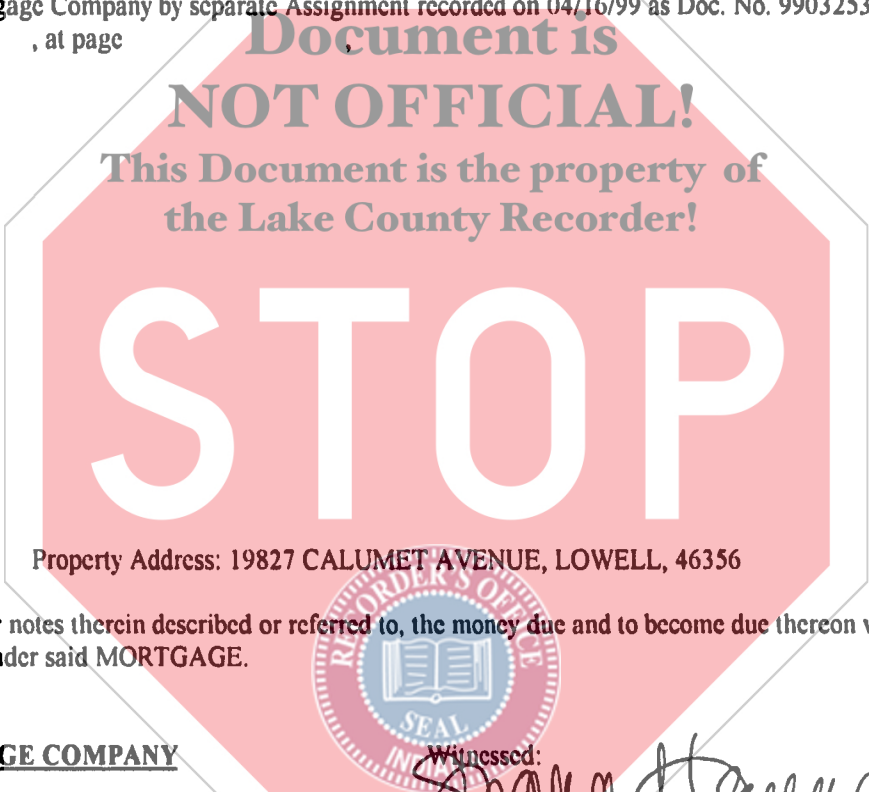 gage Company by separate Assignment recorded on 04/16/99 as Doc. No. 9903253
, at page ,
Document is
NOT OFFICIAL!
This Document is the property of
the Lake County Recorder!
STOP
Property Address: 19827 CALUMET AVENUE, LOWELL, 46356
notes therein described or referred to, the money due and to become due thereon
der said MORTGAGE.
RECORDER'S OFFICE
SEAL
INDIANA
GE COMPANY
Witnessed: